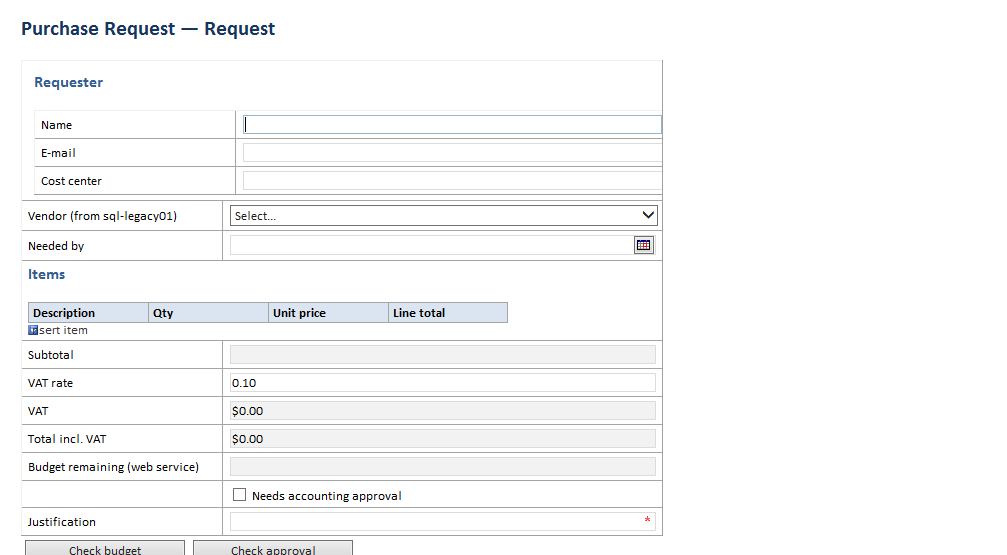 Purchase Request — Request
Requester
Name
E-mail
Cost center
Vendor (from sql-legacy01) Select...
Needed by
Items
Description Qty Unit price Line total
sert item
Subtotal
VAT rate 0.10
VAT $0.00
Total incl. VAT $0.00
Budget remaining (web service)
Needs accounting approval
Justification *
Check budget Check approval